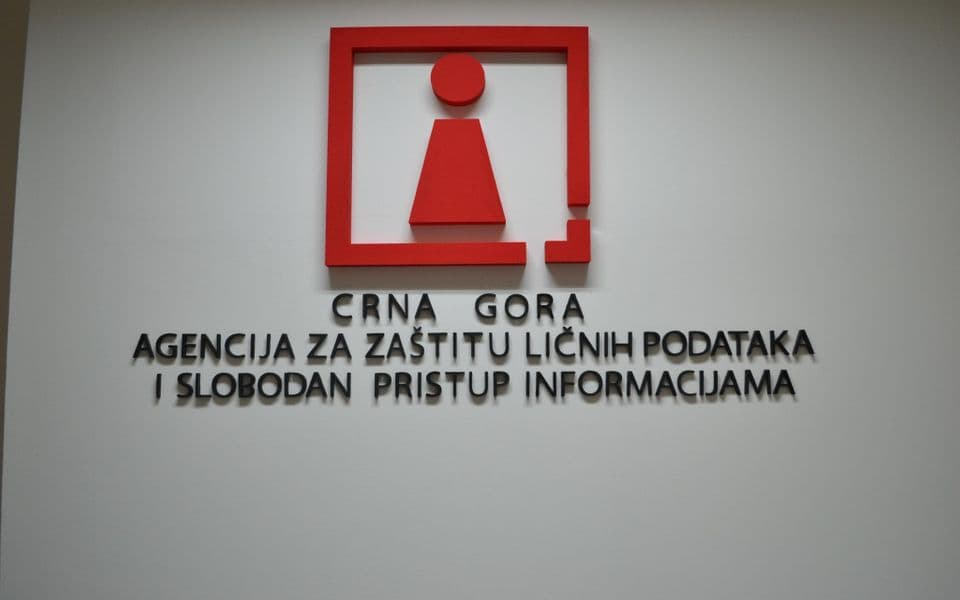 CRNA GORA
AGENCIJA ZA ZAŠTITU LIČNIH PODATAKA
I SLOBODAN PRISTUP INFORMACIJAMA